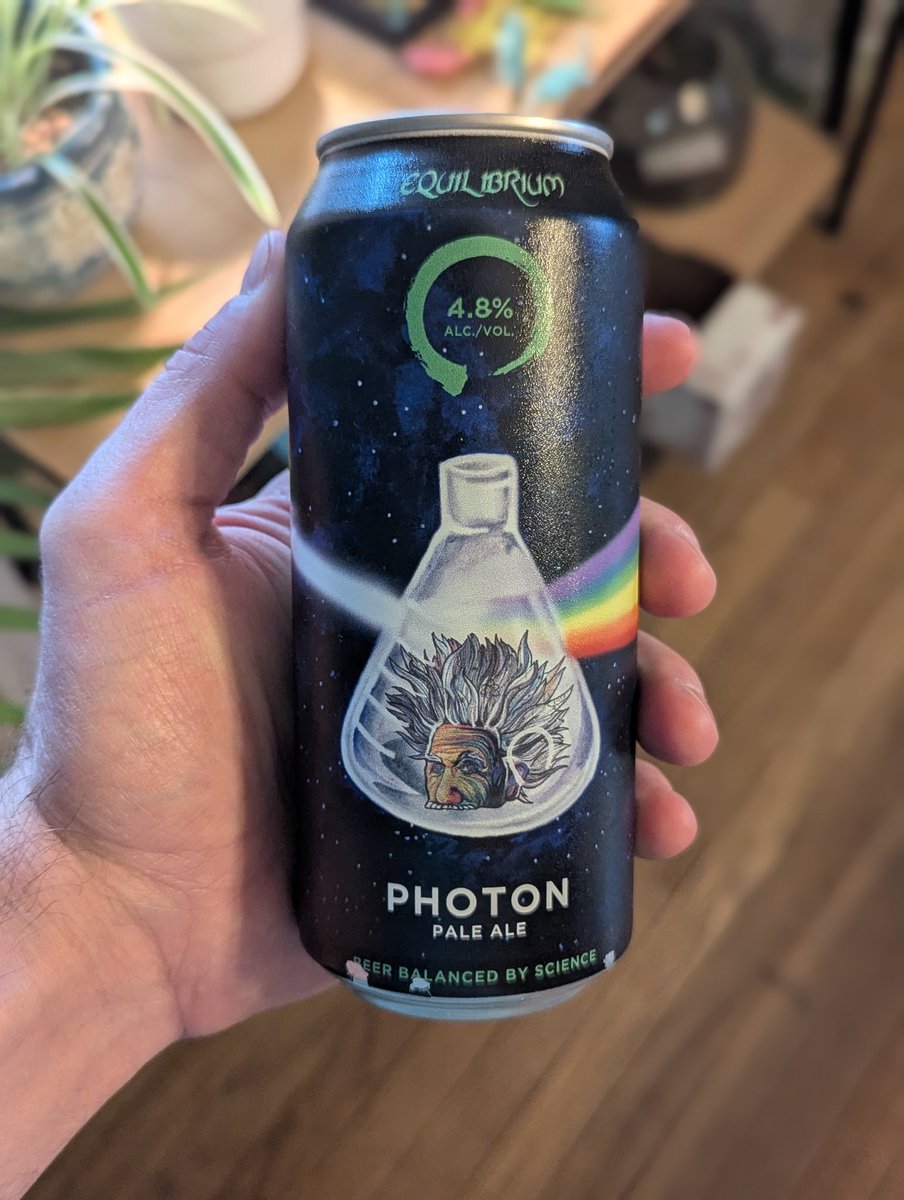 EQUILIBRIUM
4.8%
ALC./VOL.
PHOTON
PALE ALE
BEER BALANCED BY SCIENCE